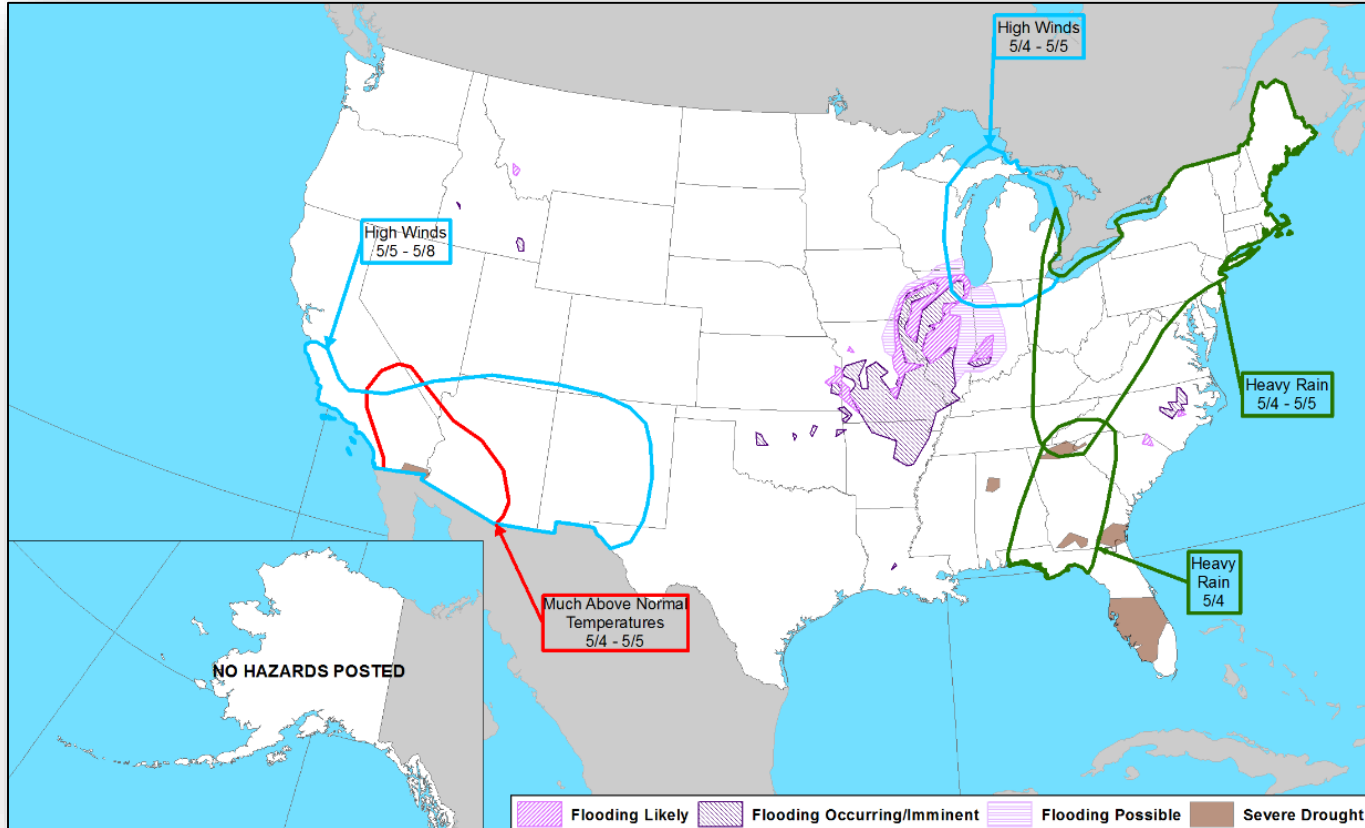 High Winds
5/4 - 5/5
High Winds
5/5 - 5/8
Heavy Rain
5/4 - 5/5
Heavy
Rain
5/4
Much Above Normal
Temperatures
5/4 - 5/5
NO HAZARDS POSTED
Flooding Likely
Flooding Occurring/Imminent
Flooding Possible
Severe Drought